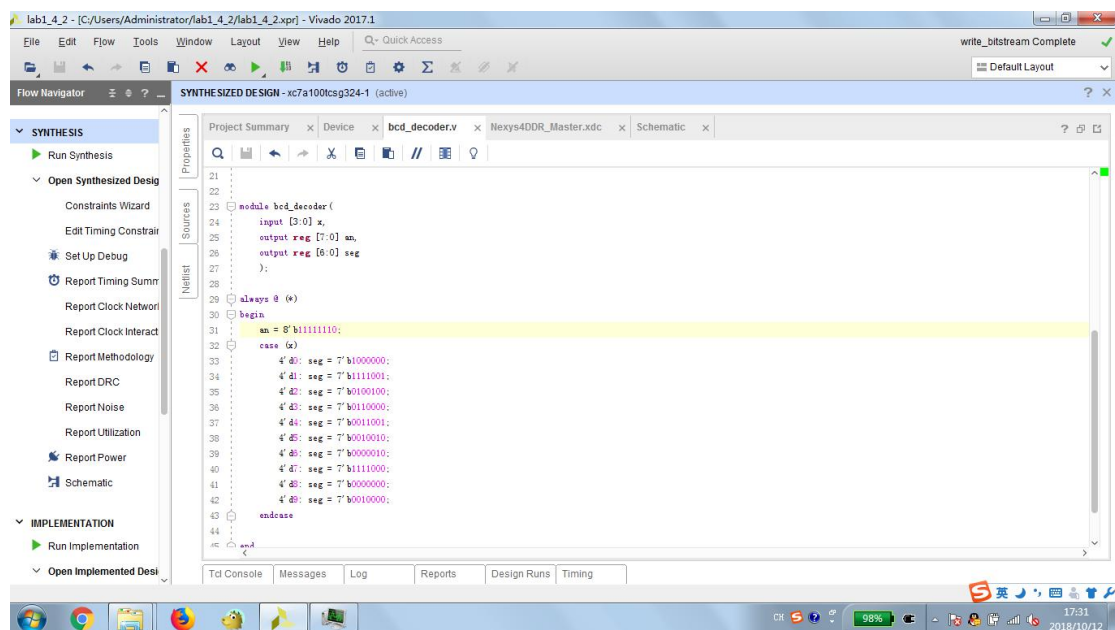 lab1_4_2 - [C:/Users/Administrator/lab1_4_2/lab1_4_2.xpr] - Vivado 2017.1
File Edit Flow Tools Window Layout View Help Quick Access write_bitstream Complete
Default Layout
Flow Navigator SYNTHESIZED DESIGN - xc7a100tcsg324-1 (active)
Project Summary Device bcd_decoder.v Nexys4DDR_Master.xdc Schematic
SYNTHESIS
Run Synthesis
Open Synthesized Desig
Constraints Wizard
Edit Timing Constrair
Set Up Debug
Report Timing Summ
Report Clock Networl
Report Clock Interact
Report Methodology
Report DRC
Report Noise
Report Utilization
Report Power
Schematic
IMPLEMENTATION
Run Implementation
Open Implemented Desi
Properties
Sources
Netlist
21
22
23 module bcd_decoder(
24 input [3:0] x,
25 output reg [7:0] an,
26 output reg [6:0] seg
27 );
28
29 always @ (*)
30 begin
31 an = 8'b11111110;
32 case (x)
33 4'd0: seg = 7'b1000000;
34 4'd1: seg = 7'b1111001;
35 4'd2: seg = 7'b0100100;
36 4'd3: seg = 7'b0110000;
37 4'd4: seg = 7'b0011001;
38 4'd5: seg = 7'b0010010;
39 4'd6: seg = 7'b0000010;
40 4'd7: seg = 7'b1111000;
41 4'd8: seg = 7'b0000000;
42 4'd9: seg = 7'b0010000;
43 endcase
44
45 end
Tcl Console Messages Log Reports Design Runs Timing
英
CH 98% 17:31
2018/10/12